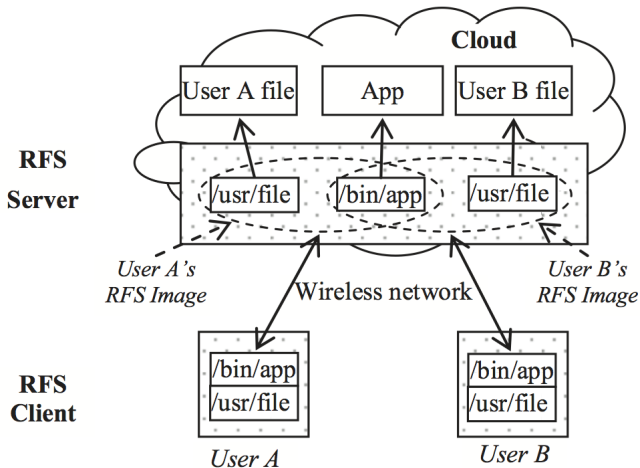 Cloud
User A file
App
User B file
RFS
Server
/usr/file
/bin/app
/usr/file
User A's
RFS Image
User B's
RFS Image
Wireless network
RFS
Client
/bin/app
/usr/file
/bin/app
/usr/file
User A
User B